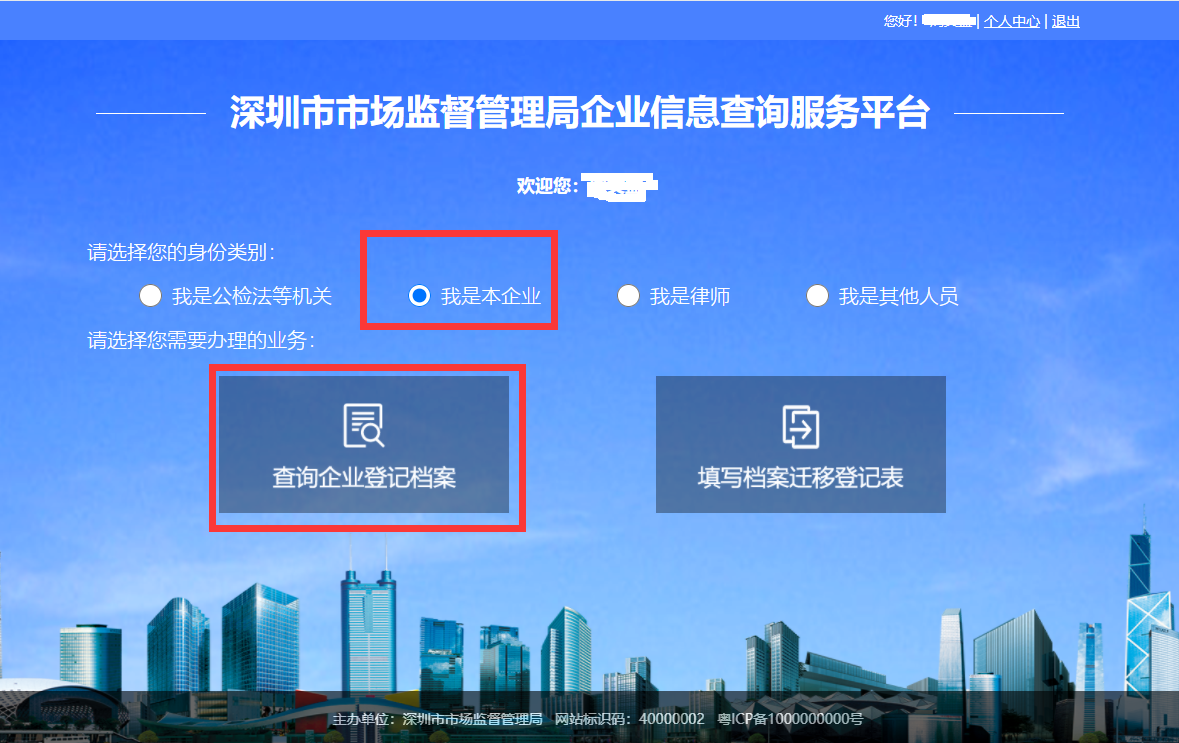 您好! | 个人中心 | 退出
深圳市市场监督管理局企业信息查询服务平台
欢迎您：
请选择您的身份类别：
我是公检法等机关 我是本企业 我是律师 我是其他人员
请选择您需要办理的业务：
查询企业登记档案 填写档案迁移登记表
主办单位：深圳市市场监督管理局 网站标识码：40000002 粤ICP备1000000000号